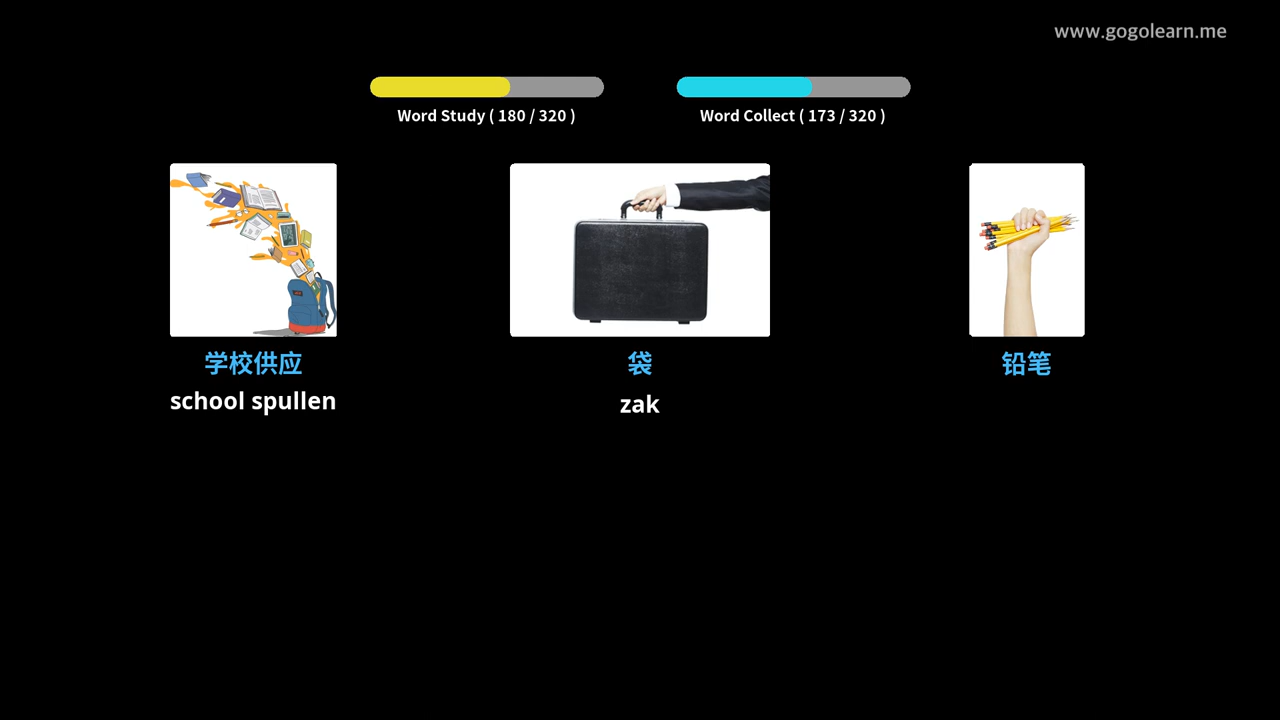 www.gogolearn.me
Word Study ( 180 / 320 )
Word Collect ( 173 / 320 )
学校供应
袋
铅笔
school spullen
zak